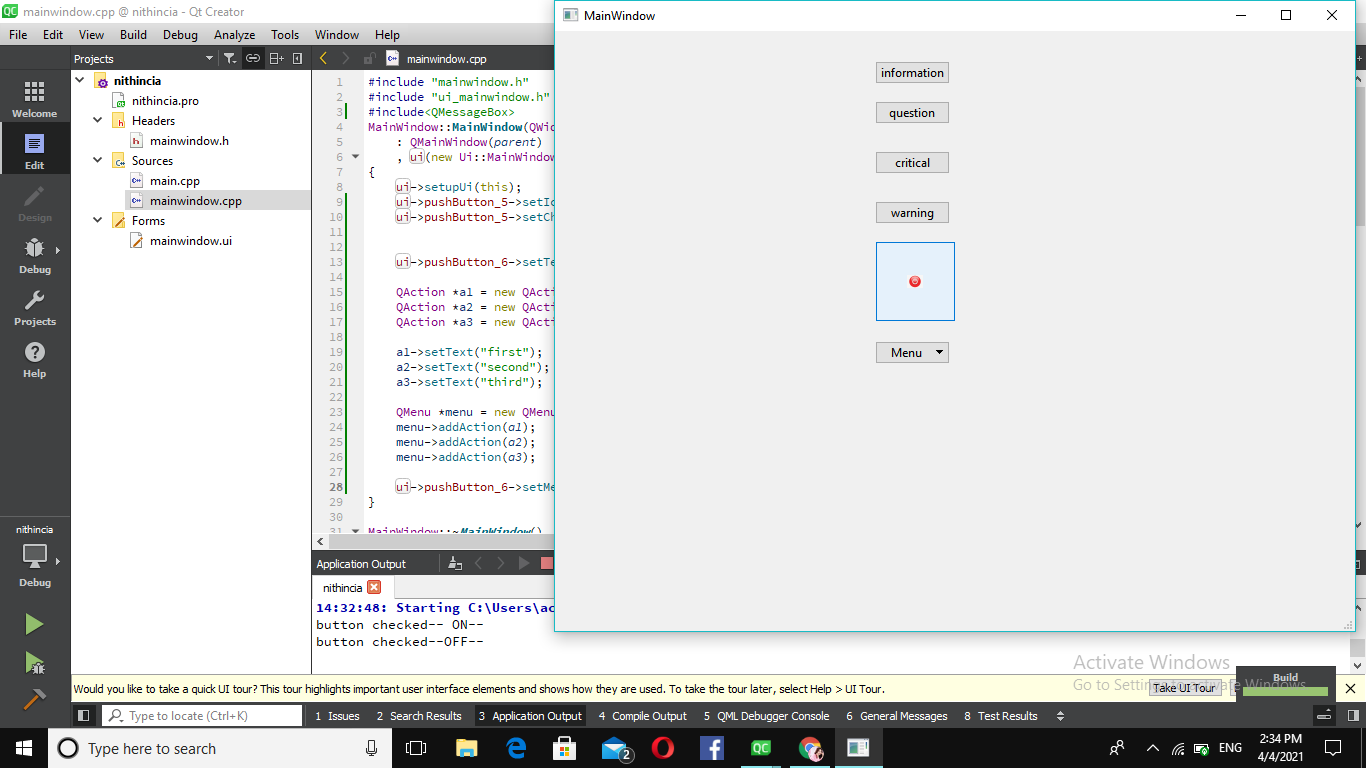 mainwindow.cpp @ nithincia - Qt Creator
File Edit View Build Debug Analyze Tools Window Help
Projects
mainwindow.cpp
Welcome
Edit
Design
Debug
Projects
Help
nithincia
Debug
nithincia
nithincia.pro
Headers
mainwindow.h
Sources
main.cpp
mainwindow.cpp
Forms
mainwindow.ui
1 #include "mainwindow.h"
2 #include "ui_mainwindow.h"
3 #include<QMessageBox>
4 MainWindow::MainWindow(QWid
5 : QMainWindow(parent)
6 , ui(new Ui::MainWindow
7 {
8 ui->setupUi(this);
9 ui->pushButton_5->setIc
10 ui->pushButton_5->setCh
11
12
13 ui->pushButton_6->setTe
14
15 QAction *a1 = new QActi
16 QAction *a2 = new QActi
17 QAction *a3 = new QActi
18
19 a1->setText("first");
20 a2->setText("second");
21 a3->setText("third");
22
23 QMenu *menu = new QMenu
24 menu->addAction(a1);
25 menu->addAction(a2);
26 menu->addAction(a3);
27
28 ui->pushButton_6->setMe
29 }
30
31 MainWindow::~MainWindow()
MainWindow
information
question
critical
warning
Menu
Application Output
nithincia
14:32:48: Starting C:\Users\ac
button checked-- ON--
button checked--OFF--
Activate Windows
Go to Settings to activate Windows.
Build
Would you like to take a quick UI tour? This tour highlights important user interface elements and shows how they are used. To take the tour later, select Help > UI Tour.
Take UI Tour
Type to locate (Ctrl+K)
1 Issues 2 Search Results 3 Application Output 4 Compile Output 5 QML Debugger Console 6 General Messages 8 Test Results
Type here to search
2
QC
ENG
2:34 PM
4/4/2021